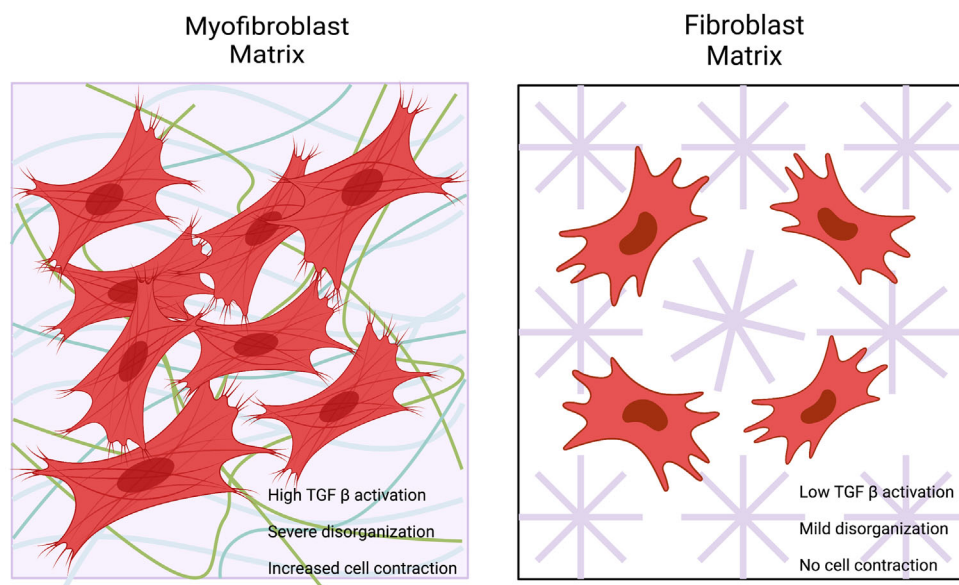 Myofibroblast
Matrix
High TGF β activation
Severe disorganization
Increased cell contraction
Fibroblast
Matrix
Low TGF β activation
Mild disorganization
No cell contraction